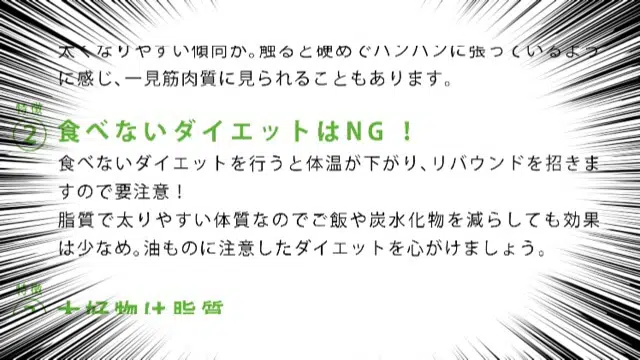 太くなりやすい傾向が。触ると硬めでパンパンに張っているよう
に感じ、一見筋肉質に見られることもあります。
特徴
2 食べないダイエットはNG！
食べないダイエットを行うと体温が下がり、リバウンドを招きま
すので要注意！
脂質で太りやすい体質なのでご飯や炭水化物を減らしても効果
は少なめ。油ものに注意したダイエットを心がけましょう。
特徴
大好物は脂質